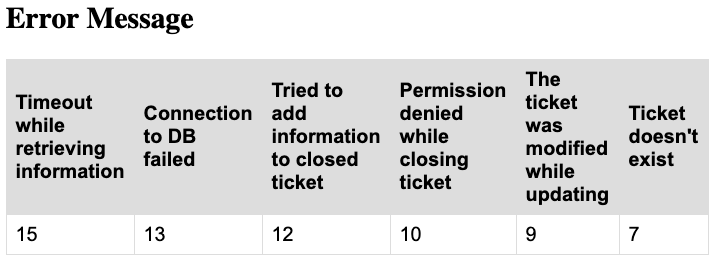 Error Message
Timeout
while
retrieving
information
Connection
to DB
failed
Tried to
add
information
to closed
ticket
Permission
denied
while
closing
ticket
The
ticket
was
modified
while
updating
Ticket
doesn't
exist
15 13 12 10 9 7